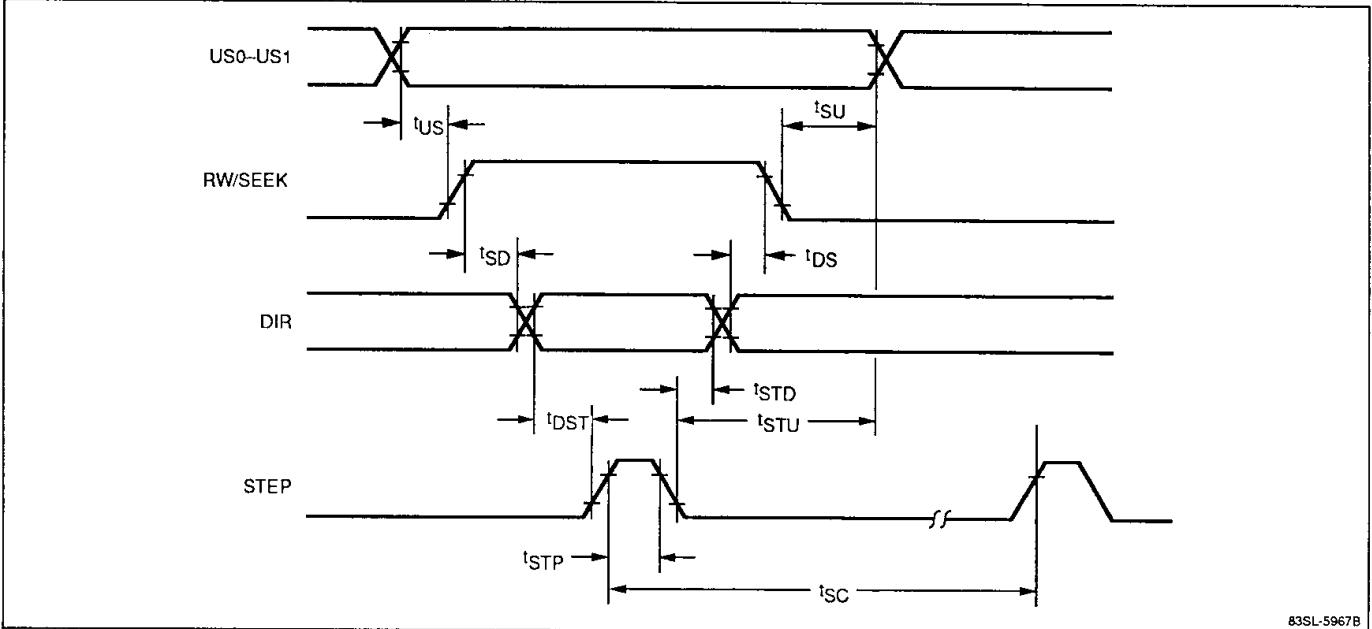 US0–US1
tUS
tSU
RW/SEEK
tSD
tDS
DIR
tSTD
tDST
tSTU
STEP
tSTP
tSC
83SL-5967B